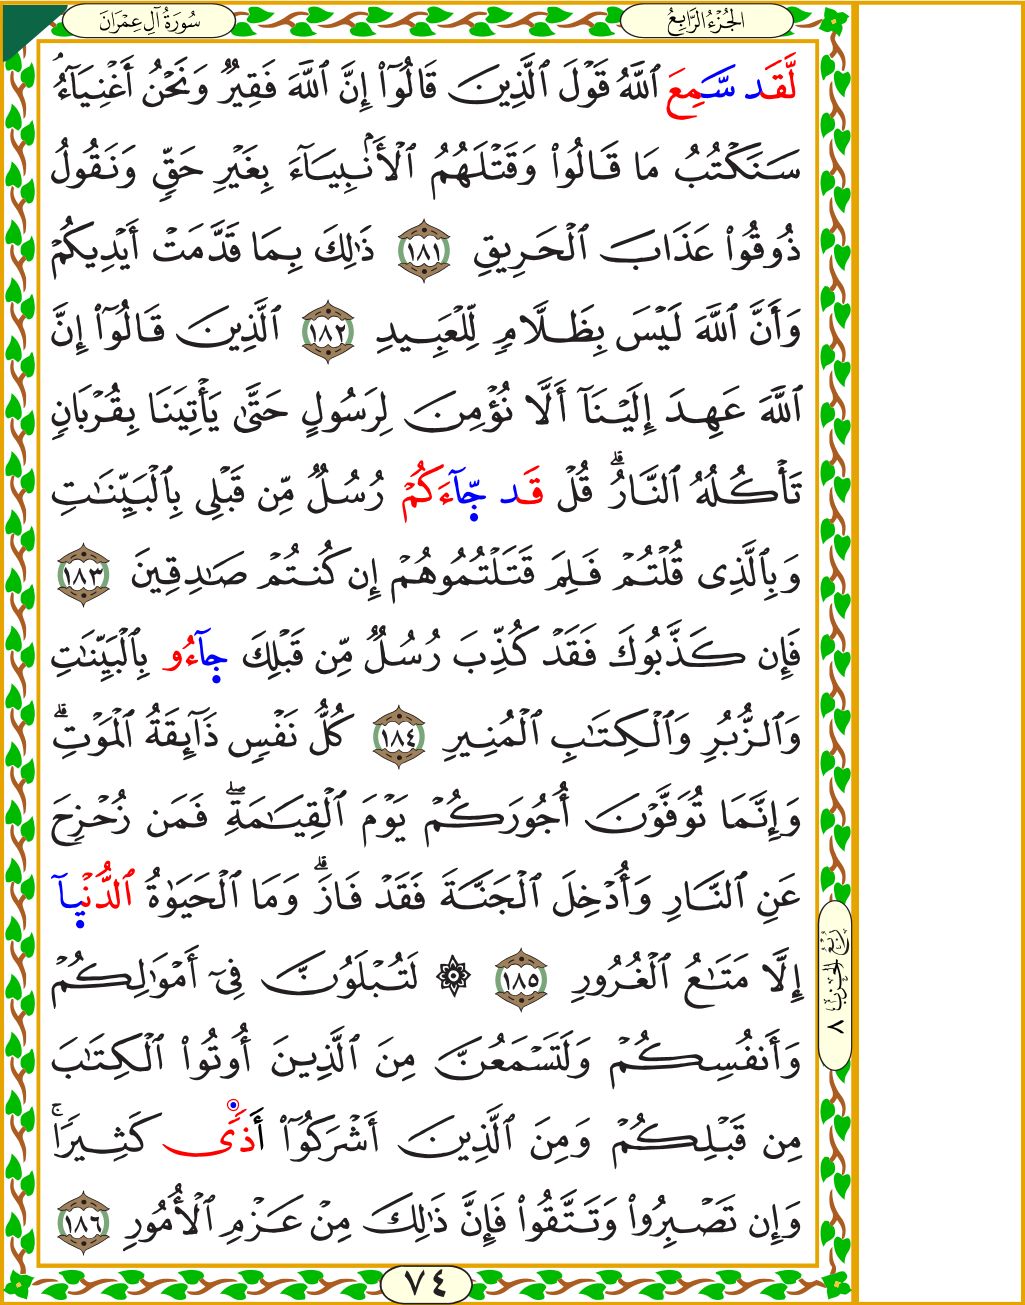 سُورَةُ آلِ عِمْرَانَ
الجُزْءُ الرَّابِعُ
لَّقَد سَّمِعَ ٱللَّهُ قَوْلَ ٱلَّذِينَ قَالُوٓا۟ إِنَّ ٱللَّهَ فَقِيرٌ وَنَحْنُ أَغْنِيَآءُ
سَنَكْتُبُ مَا قَالُوا۟ وَقَتْلَهُمُ ٱلْأَنۢبِيَآءَ بِغَيْرِ حَقٍّ وَنَقُولُ
ذُوقُوا۟ عَذَابَ ٱلْحَرِيقِ ١٨١ ذَٰلِكَ بِمَا قَدَّمَتْ أَيْدِيكُمْ
وَأَنَّ ٱللَّهَ لَيْسَ بِظَلَّامٍ لِّلْعَبِيدِ ١٨٢ ٱلَّذِينَ قَالُوٓا۟ إِنَّ
ٱللَّهَ عَهِدَ إِلَيْنَآ أَلَّا نُؤْمِنَ لِرَسُولٍ حَتَّىٰ يَأْتِيَنَا بِقُرْبَانٍ
تَأْكُلُهُ ٱلنَّارُ ۗ قُلْ قَد جَّآءَكُمْ رُسُلٌ مِّن قَبْلِى بِٱلْبَيِّنَٰتِ
وَبِٱلَّذِى قُلْتُمْ فَلِمَ قَتَلْتُمُوهُمْ إِن كُنتُمْ صَٰدِقِينَ ١٨٣
فَإِن كَذَّبُوكَ فَقَدْ كُذِّبَ رُسُلٌ مِّن قَبْلِكَ جَآءُو بِٱلْبَيِّنَٰتِ
وَٱلزُّبُرِ وَٱلْكِتَٰبِ ٱلْمُنِيرِ ١٨٤ كُلُّ نَفْسٍ ذَآئِقَةُ ٱلْمَوْتِ ۗ
وَإِنَّمَا تُوَفَّوْنَ أُجُورَكُمْ يَوْمَ ٱلْقِيَٰمَةِ ۖ فَمَن زُحْزِحَ
عَنِ ٱلنَّارِ وَأُدْخِلَ ٱلْجَنَّةَ فَقَدْ فَازَ ۗ وَمَا ٱلْحَيَوٰةُ ٱلدُّنْيَآ
إِلَّا مَتَٰعُ ٱلْغُرُورِ ١٨٥ ۞ لَتُبْلَوُنَّ فِىٓ أَمْوَٰلِكُمْ
وَأَنفُسِكُمْ وَلَتَسْمَعُنَّ مِنَ ٱلَّذِينَ أُوتُوا۟ ٱلْكِتَٰبَ
مِن قَبْلِكُمْ وَمِنَ ٱلَّذِينَ أَشْرَكُوٓا۟ أَذًى كَثِيرًا ۚ
وَإِن تَصْبِرُوا۟ وَتَتَّقُوا۟ فَإِنَّ ذَٰلِكَ مِنْ عَزْمِ ٱلْأُمُورِ ١٨٦
رُبْعُ الحِزْبِ ٨
٧٤